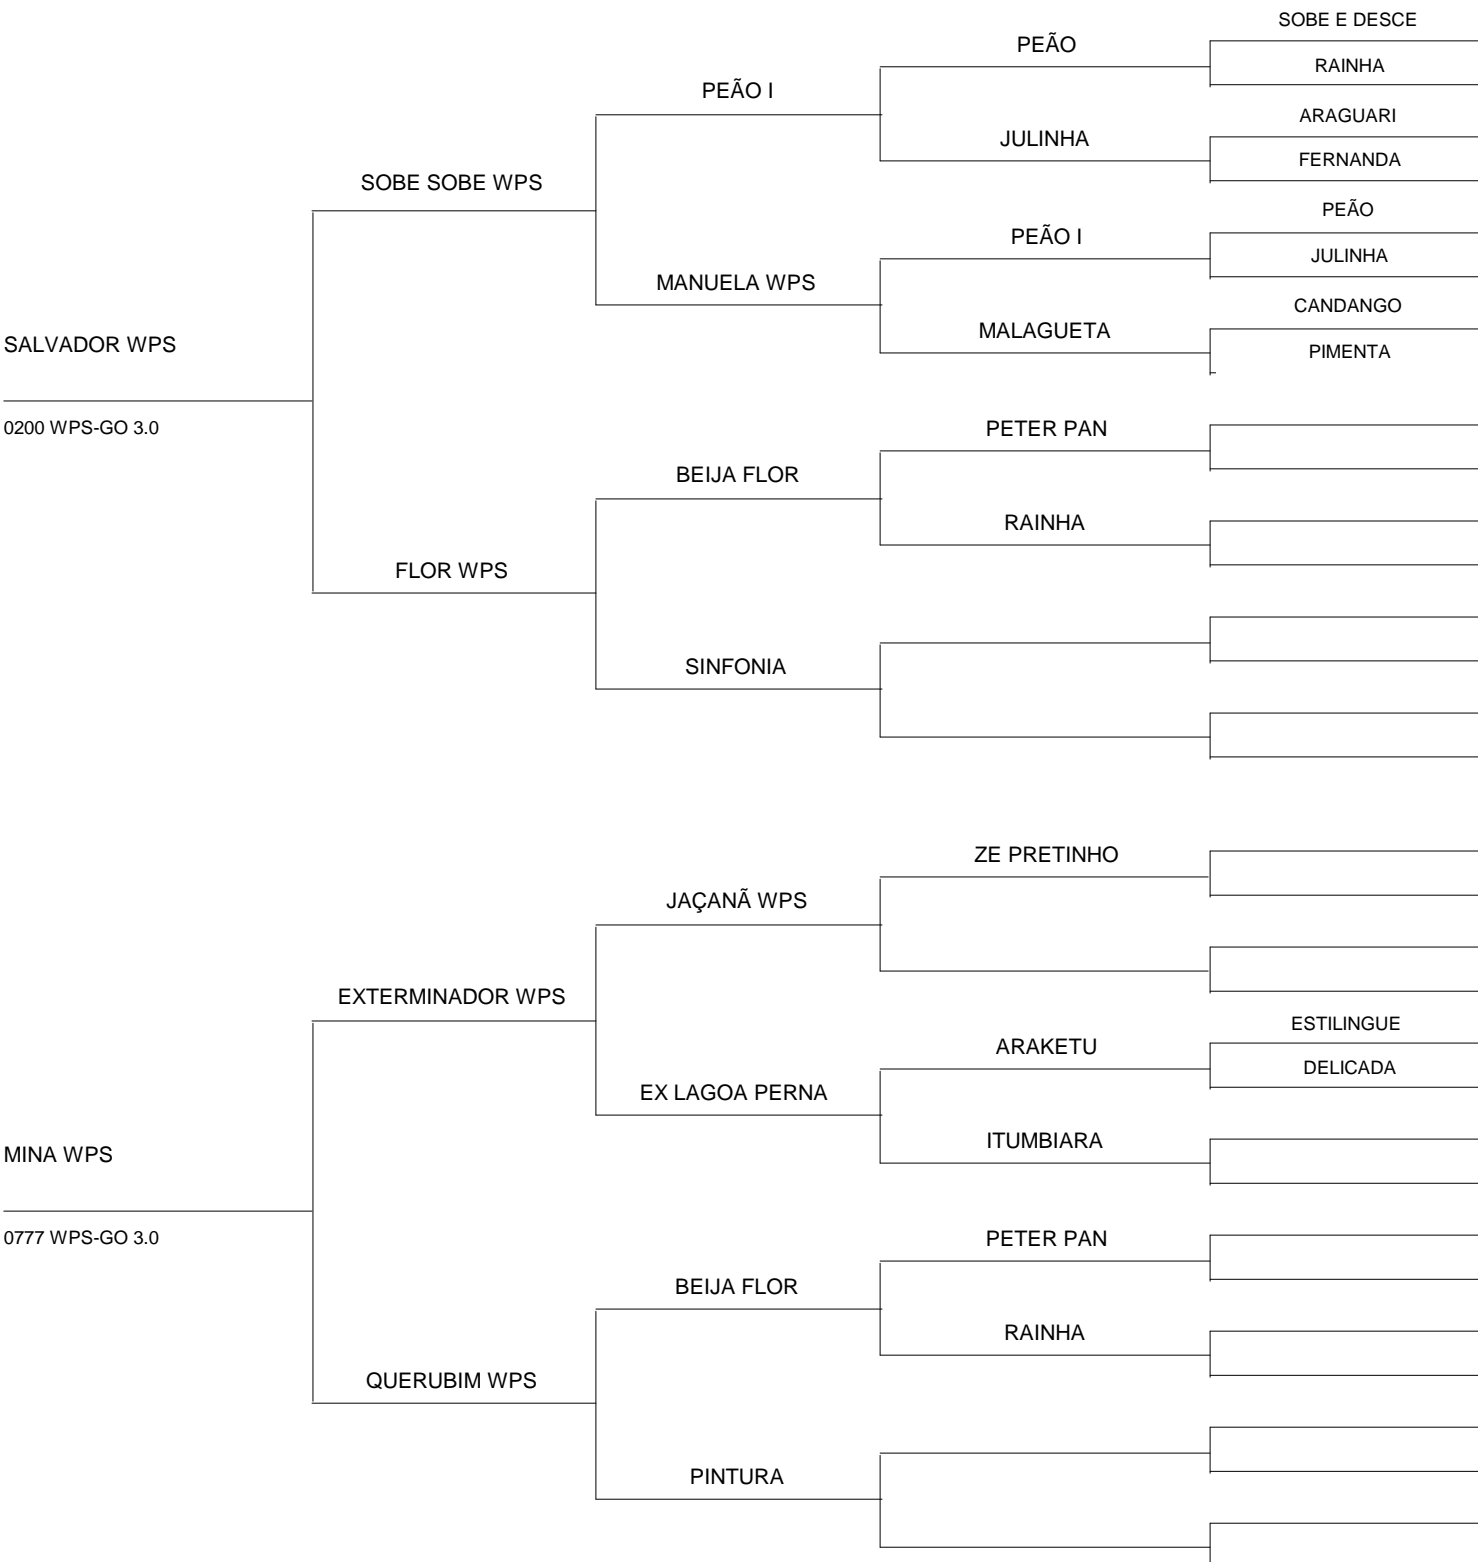 SOBE E DESCE
PEÃO
RAINHA
PEÃO I
ARAGUARI
JULINHA
FERNANDA
SOBE SOBE WPS
PEÃO
PEÃO I
JULINHA
MANUELA WPS
CANDANGO
MALAGUETA
PIMENTA
SALVADOR WPS
0200 WPS-GO 3.0
PETER PAN
BEIJA FLOR
RAINHA
FLOR WPS
SINFONIA
ZE PRETINHO
JAÇANÃ WPS
EXTERMINADOR WPS
ESTILINGUE
ARAKETU
DELICADA
EX LAGOA PERNA
ITUMBIARA
MINA WPS
0777 WPS-GO 3.0
PETER PAN
BEIJA FLOR
RAINHA
QUERUBIM WPS
PINTURA